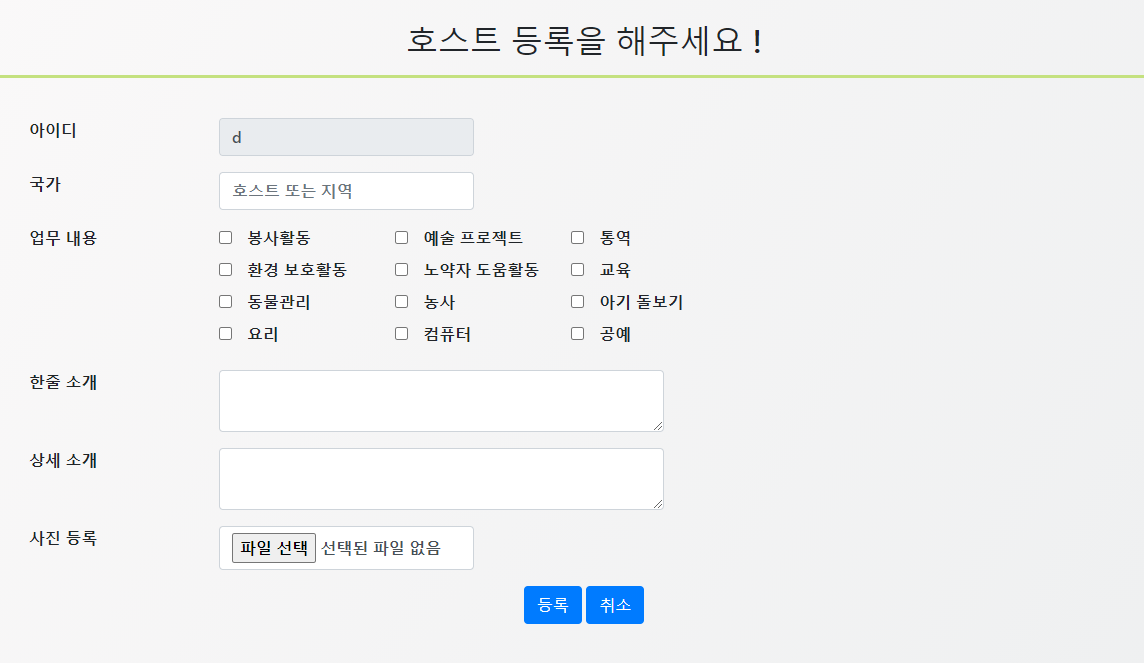 호스트 등록을 해주세요 !
아이디 d
국가 호스트 또는 지역
업무 내용 봉사활동 예술 프로젝트 통역
환경 보호활동 노약자 도움활동 교육
동물관리 농사 아기 돌보기
요리 컴퓨터 공예
한줄 소개
상세 소개
사진 등록 파일 선택 선택된 파일 없음
등록 취소